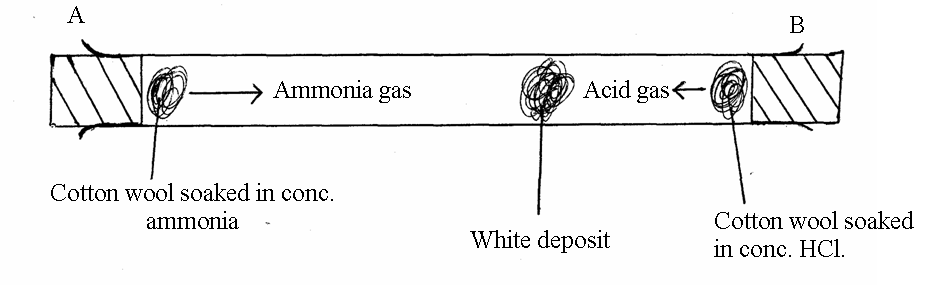 A
B
Ammonia gas
Acid gas
Cotton wool soaked in conc.
ammonia
White deposit
Cotton wool soaked
in conc. HCl.